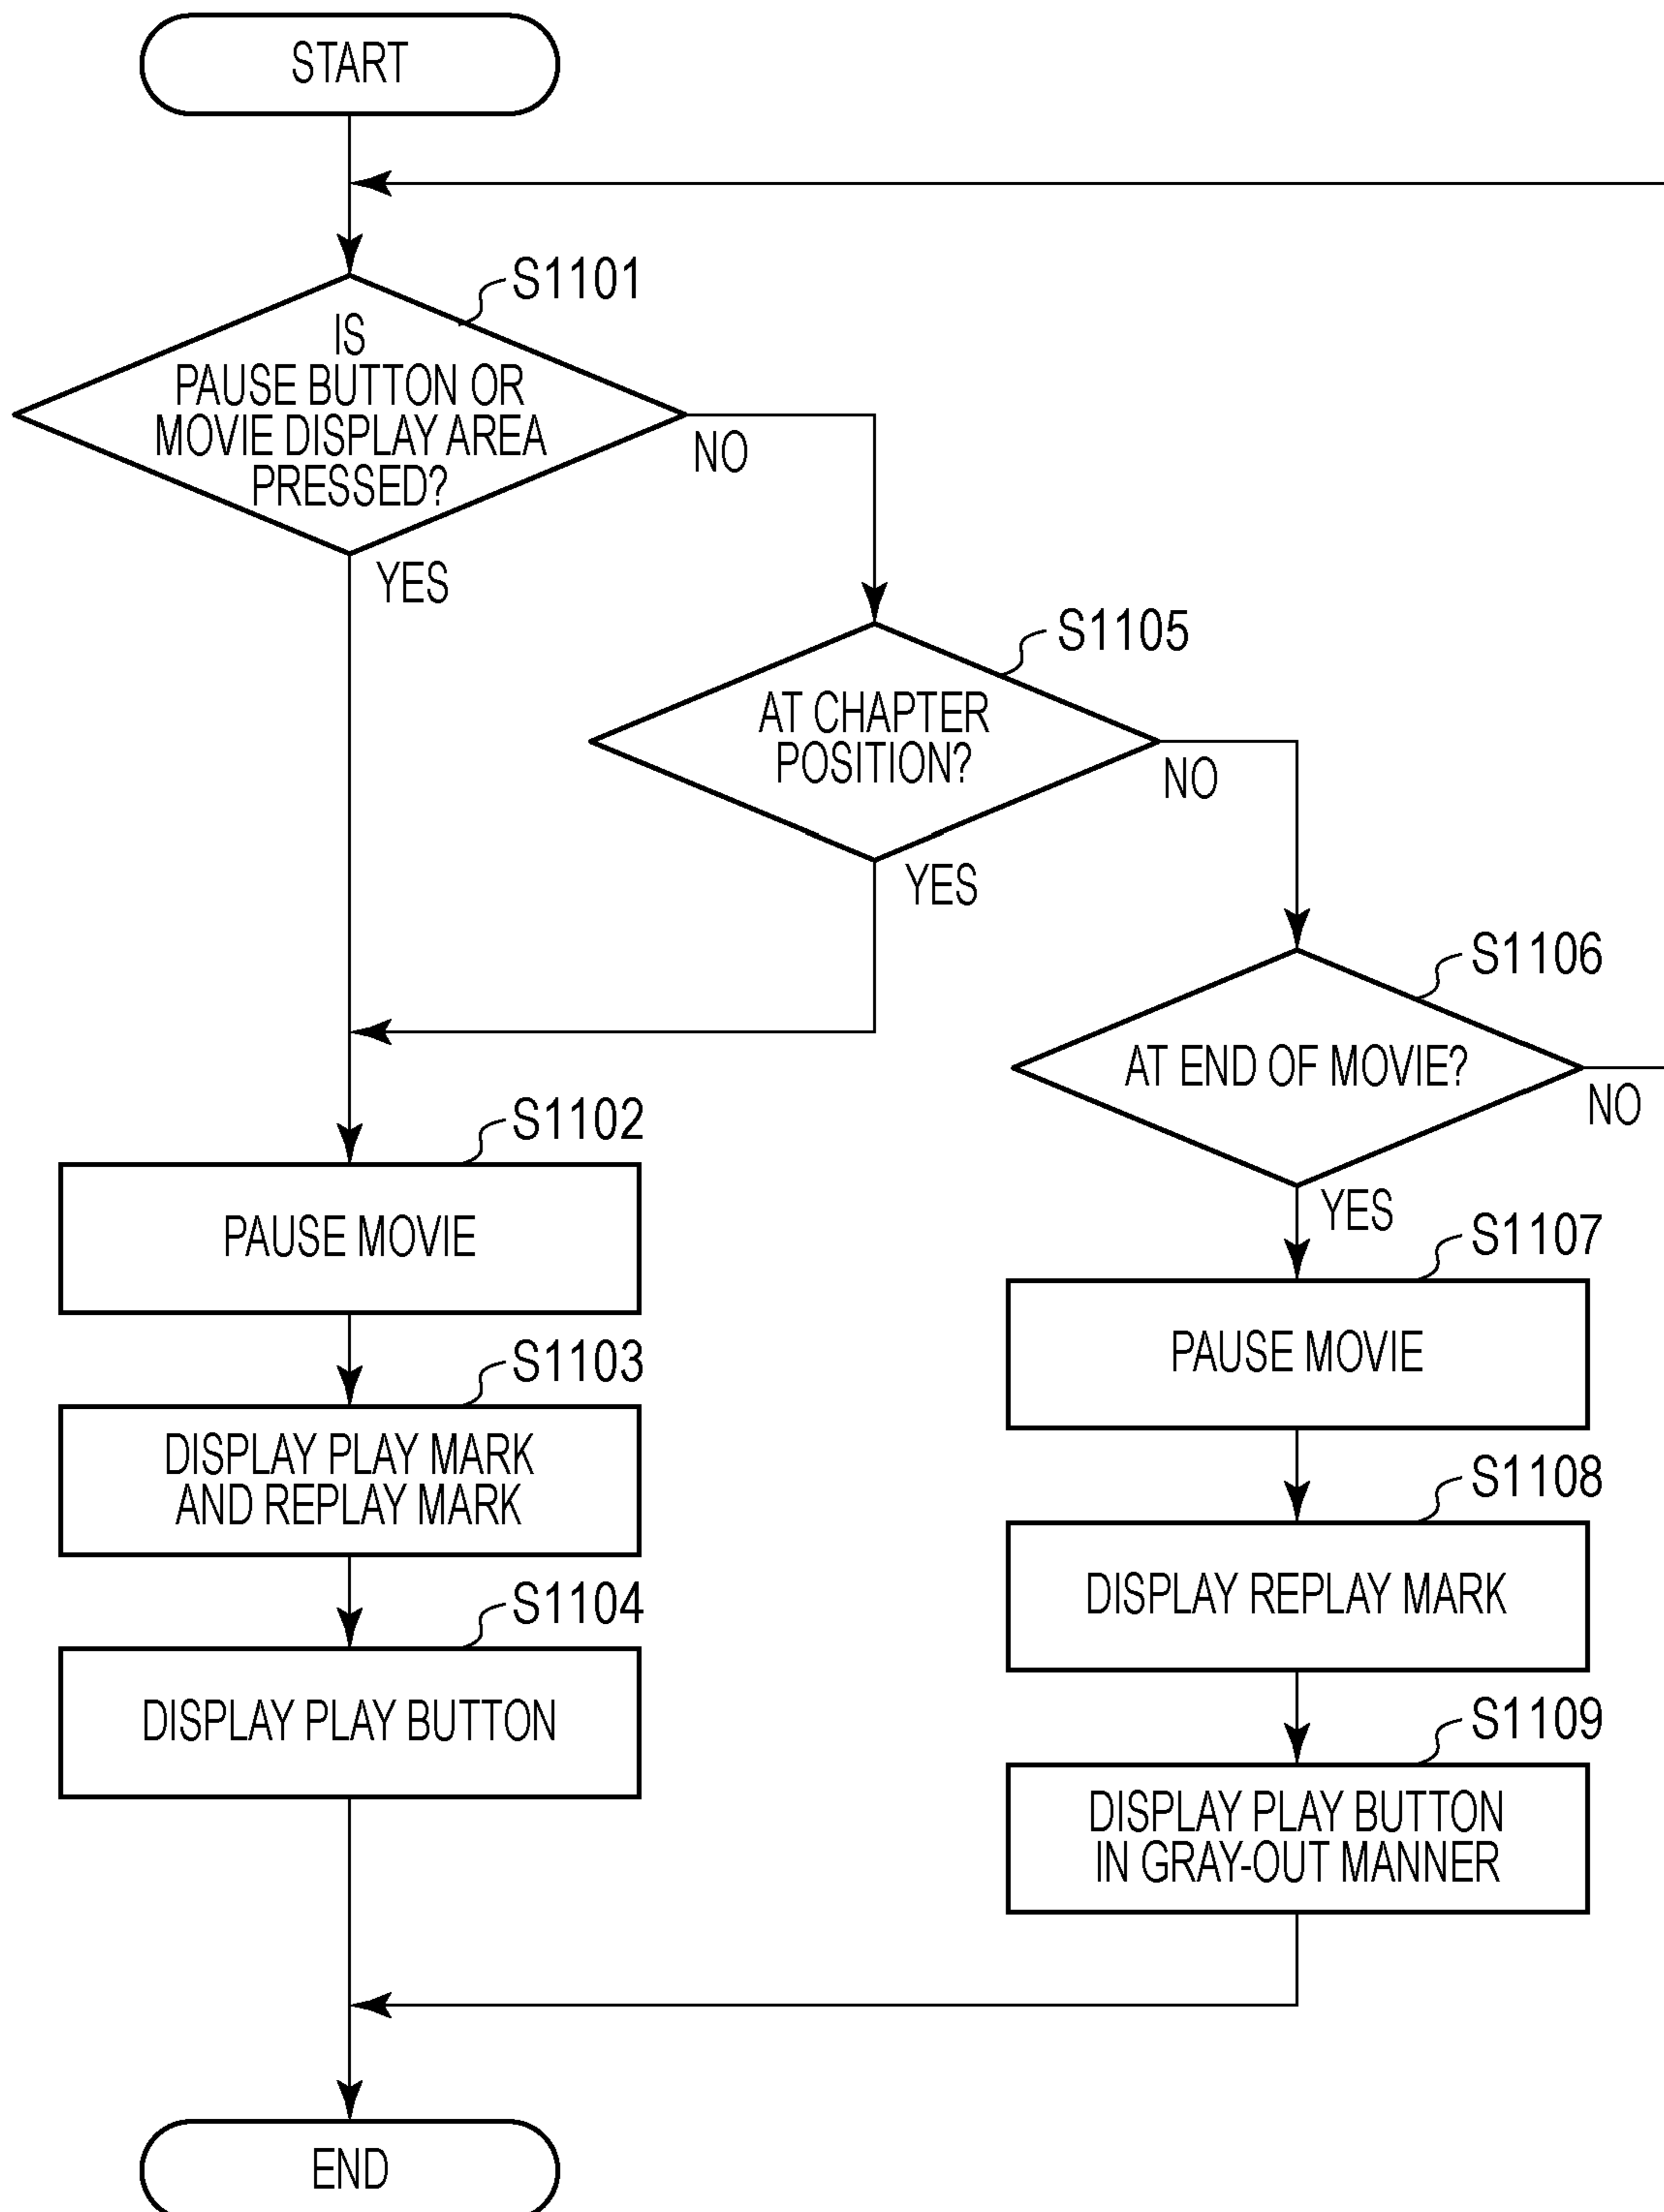 START
S1101
IS
PAUSE BUTTON OR
MOVIE DISPLAY AREA
PRESSED?
NO
YES
S1105
AT CHAPTER
POSITION?
NO
YES
S1106
AT END OF MOVIE?
NO
YES
S1102
PAUSE MOVIE
S1103
DISPLAY PLAY MARK
AND REPLAY MARK
S1104
DISPLAY PLAY BUTTON
S1107
PAUSE MOVIE
S1108
DISPLAY REPLAY MARK
S1109
DISPLAY PLAY BUTTON
IN GRAY-OUT MANNER
END